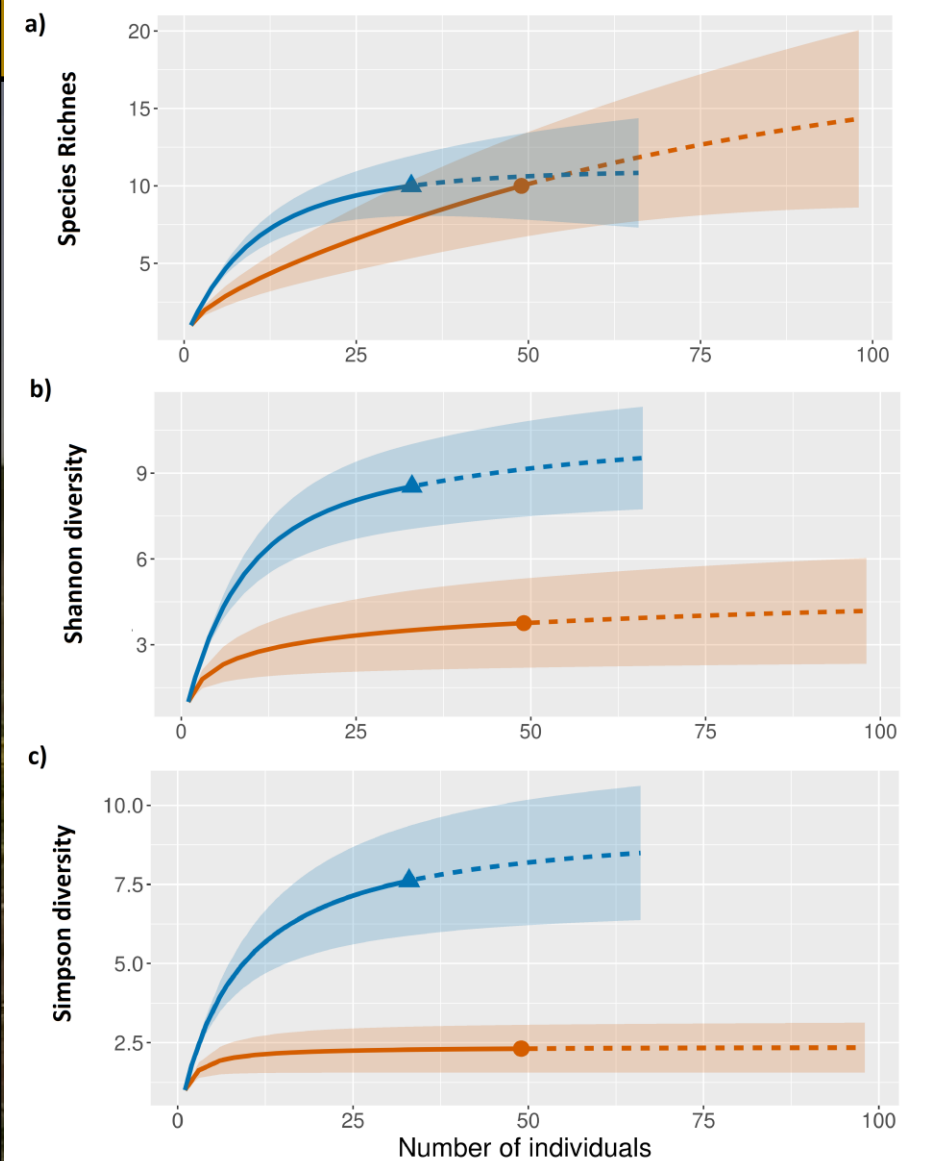 a)
Species Richnes
20
15
10
5
0 25 50 75 100
b)
Shannon diversity
9
6
3
0 25 50 75 100
c)
Simpson diversity
10.0
7.5
5.0
2.5
0 25 50 75 100
Number of individuals